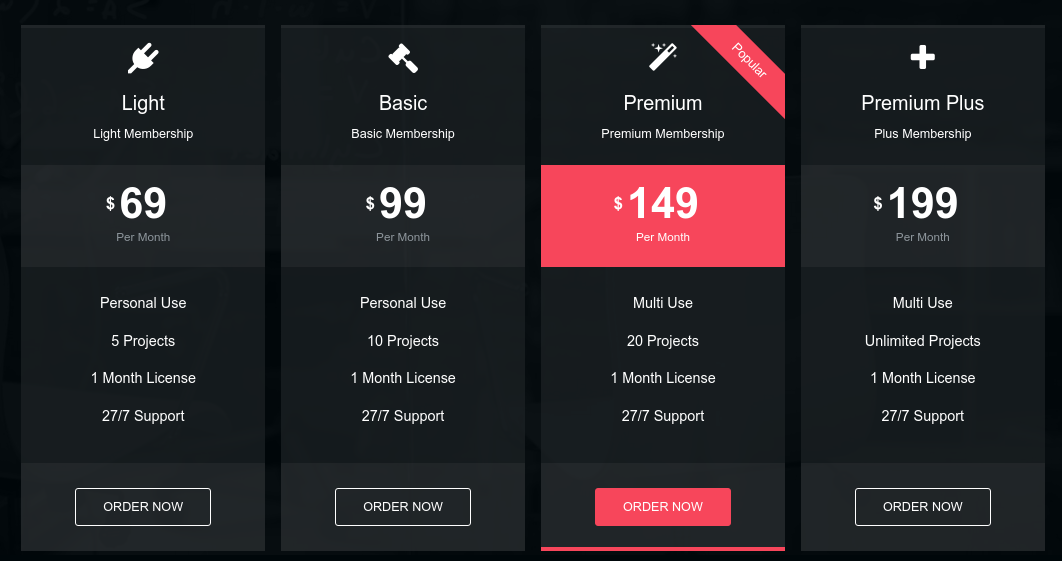 Light
Light Membership
$ 69
Per Month
Personal Use
5 Projects
1 Month License
27/7 Support
ORDER NOW
Basic
Basic Membership
$ 99
Per Month
Personal Use
10 Projects
1 Month License
27/7 Support
ORDER NOW
Popular
Premium
Premium Membership
$ 149
Per Month
Multi Use
20 Projects
1 Month License
27/7 Support
ORDER NOW
Premium Plus
Plus Membership
$ 199
Per Month
Multi Use
Unlimited Projects
1 Month License
27/7 Support
ORDER NOW